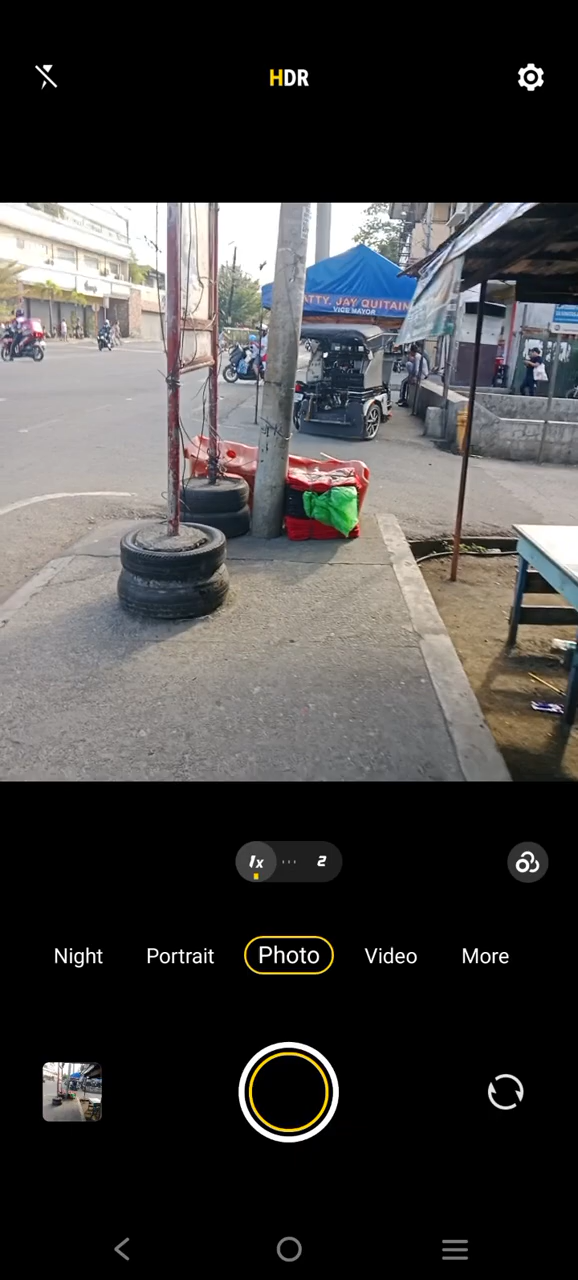 HDR
ATTY. JAY QUITAIN
VICE MAYOR
1x
2
Night
Portrait
Photo
Video
More